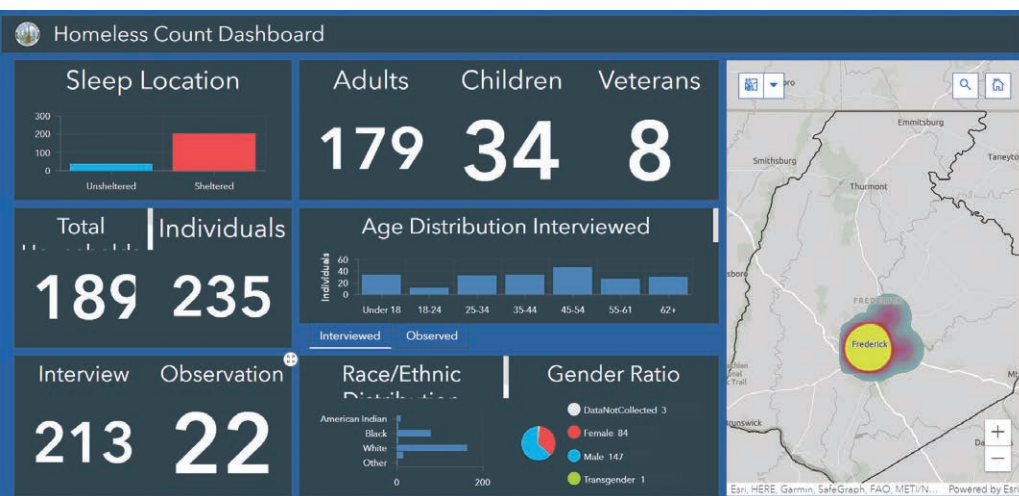 Homeless Count Dashboard
Sleep Location
300
200
100
0
Unsheltered
Sheltered
Adults
Children
Veterans
179
34
8
Total
Individuals
189
235
Age Distribution Interviewed
Individuals
60
40
20
0
Under 18
18-24
25-34
35-44
45-54
55-61
62+
Interviewed
Observed
Interview
Observation
213
22
Race/Ethnic
American Indian
Black
White
Other
0
200
Gender Ratio
DataNotCollected 3
Female 84
Male 147
Transgender 1
Emmitsburg
Smithsburg
Taneyto
Thurmont
FREDERICK
Frederick
Esri, HERE, Garmin, SafeGraph, FAO, METI/N...
Powered by Esri